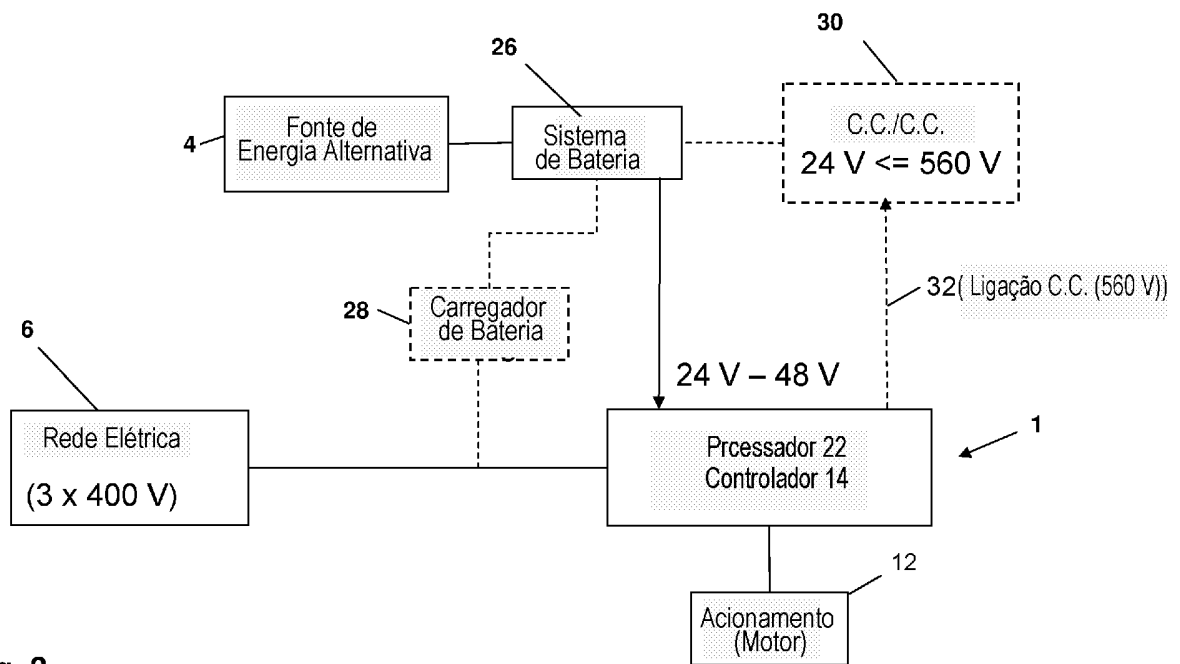 30
26
4
Fonte de
Energia Alternativa
Sistema
de Bateria
C.C./C.C.
24 V <= 560 V
28
Carregador
de Bateria
32( Ligação C.C. (560 V))
6
24 V – 48 V
Rede Elétrica
(3 x 400 V)
Prcessador 22
Controlador 14
1
12
Acionamento
(Motor)